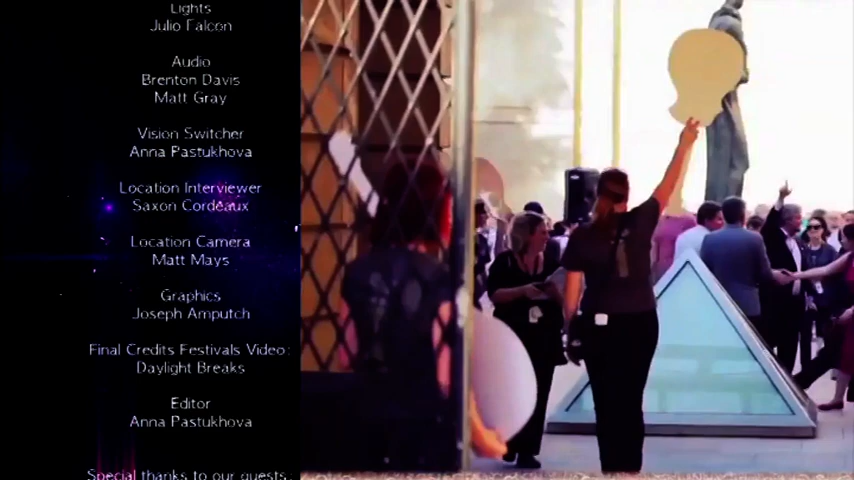 Lights
Julio Falcon
Audio
Brenton Davis
Matt Gray
Vision Switcher
Anna Pastukhova
Location Interviewer
Saxon Cordeaux
Location Camera
Matt Mays
Graphics
Joseph Amputch
Final Credits Festivals Video:
Daylight Breaks
Editor
Anna Pastukhova
Special thanks to our guests: